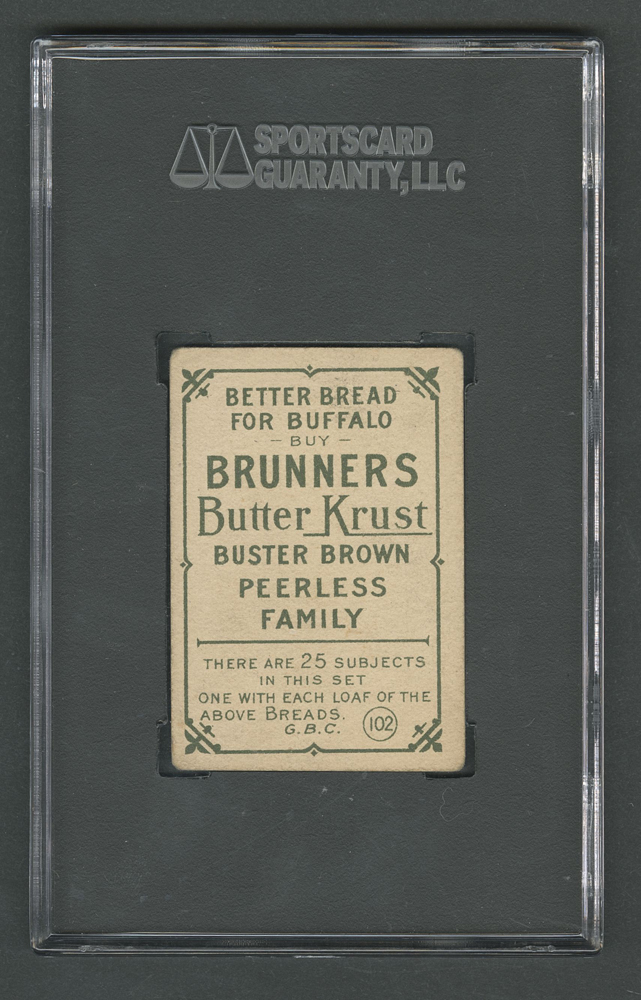 SPORTSCARD
GUARANTY, LLC
BETTER BREAD
FOR BUFFALO
– BUY –
BRUNNERS
Butter Krust
BUSTER BROWN
PEERLESS
FAMILY
THERE ARE 25 SUBJECTS
IN THIS SET
ONE WITH EACH LOAF OF THE
ABOVE BREADS.
G.B.C. 102